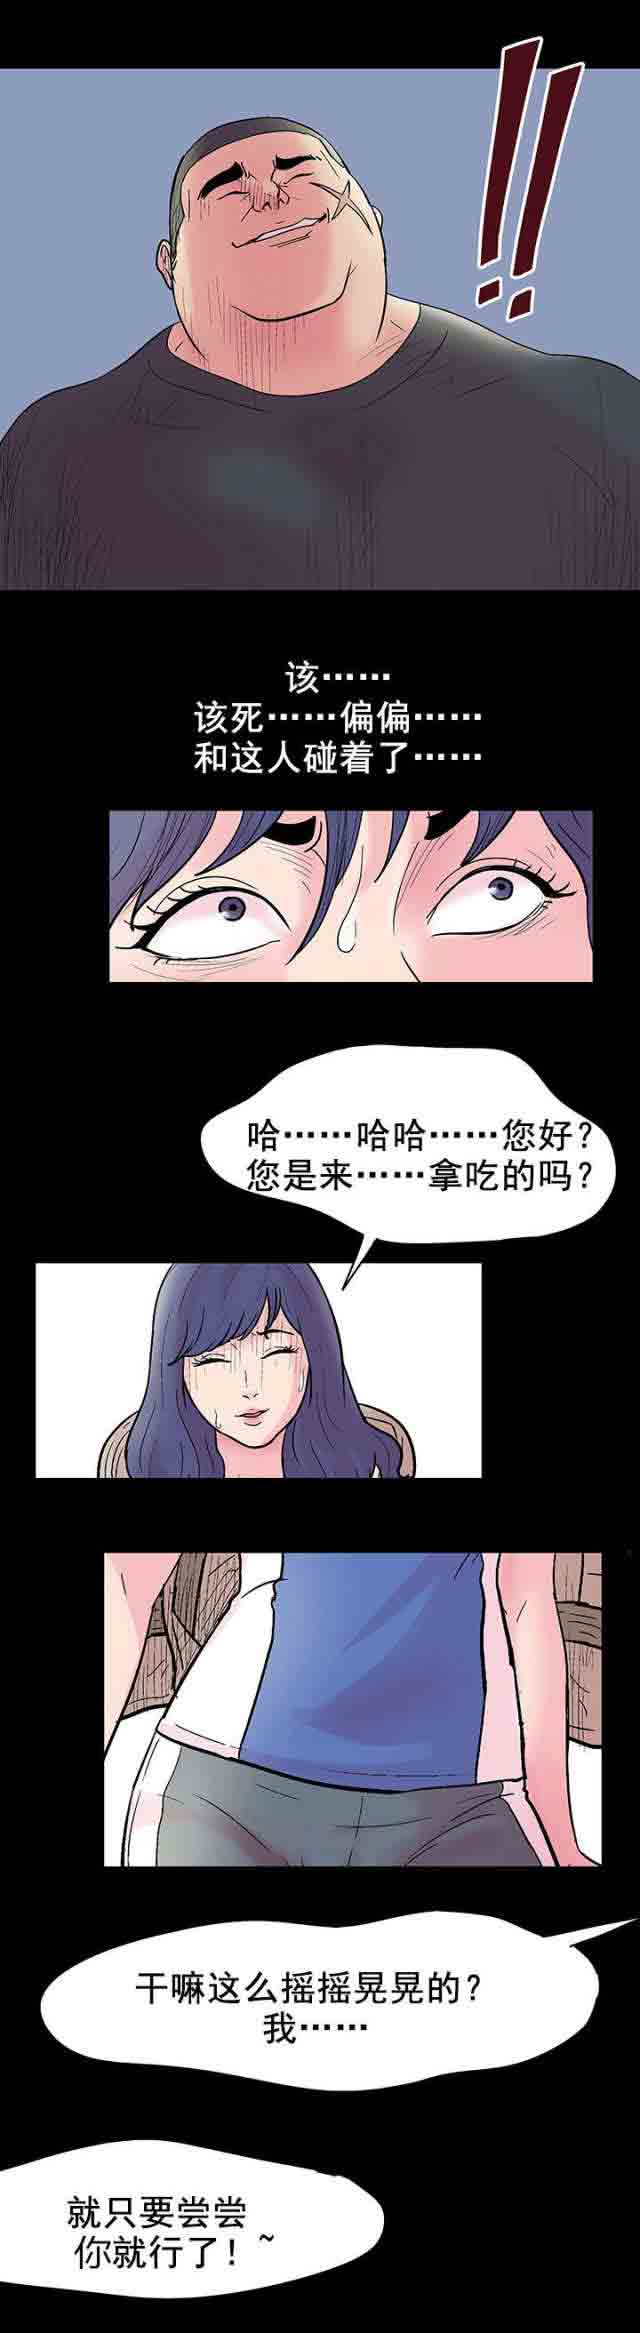 !!
该……
该死……偏偏……
和这人碰着了……
哈……哈哈……您好？
您是来……拿吃的吗？
干嘛这么摇摇晃晃的？
我……
就只要尝尝
你就行了！~